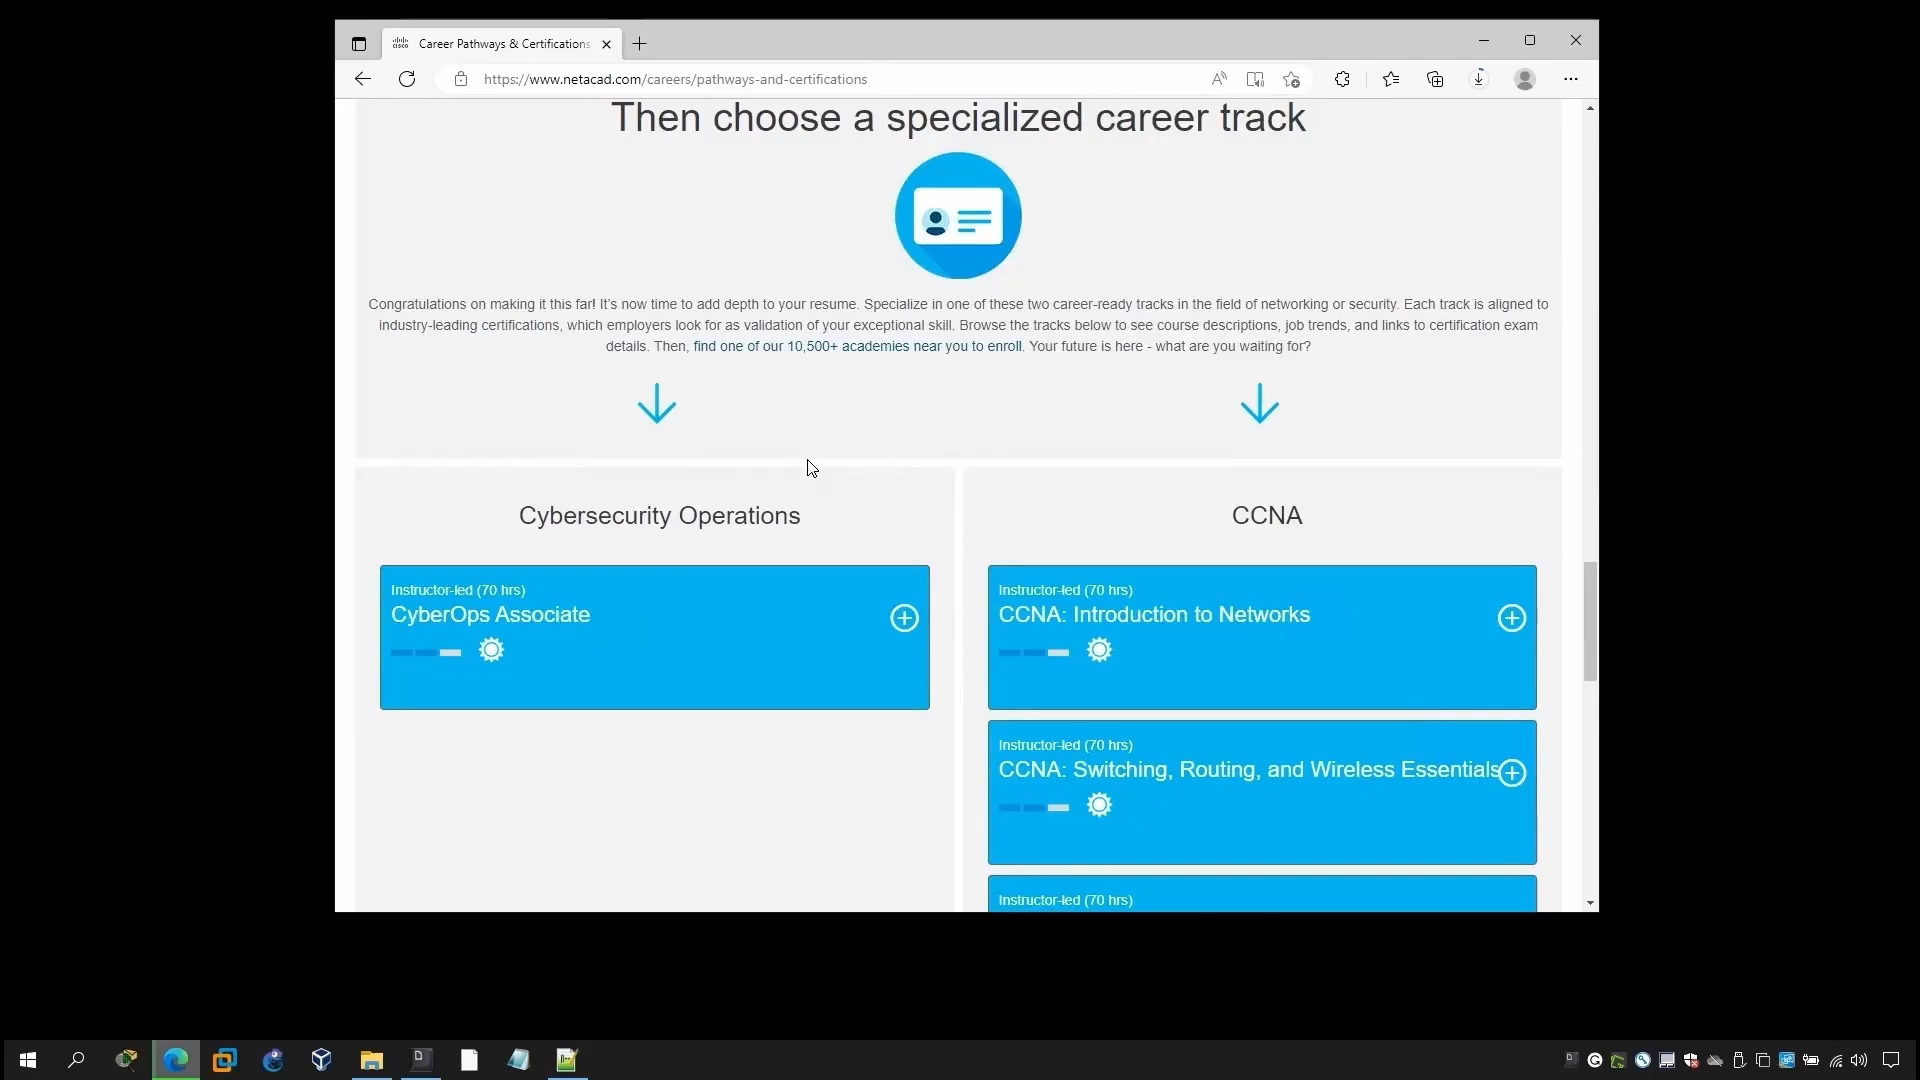 Career Pathways & Certifications
https://www.netacad.com/careers/pathways-and-certifications
Then choose a specialized career track
Congratulations on making it this far! It's now time to add depth to your resume. Specialize in one of these two career-ready tracks in the field of networking or security. Each track is aligned to
industry-leading certifications, which employers look for as validation of your exceptional skill. Browse the tracks below to see course descriptions, job trends, and links to certification exam
details. Then, find one of our 10,500+ academies near you to enroll. Your future is here - what are you waiting for?
Cybersecurity Operations
Instructor-led (70 hrs)
CyberOps Associate
CCNA
Instructor-led (70 hrs)
CCNA: Introduction to Networks
Instructor-led (70 hrs)
CCNA: Switching, Routing, and Wireless Essentials
Instructor-led (70 hrs)